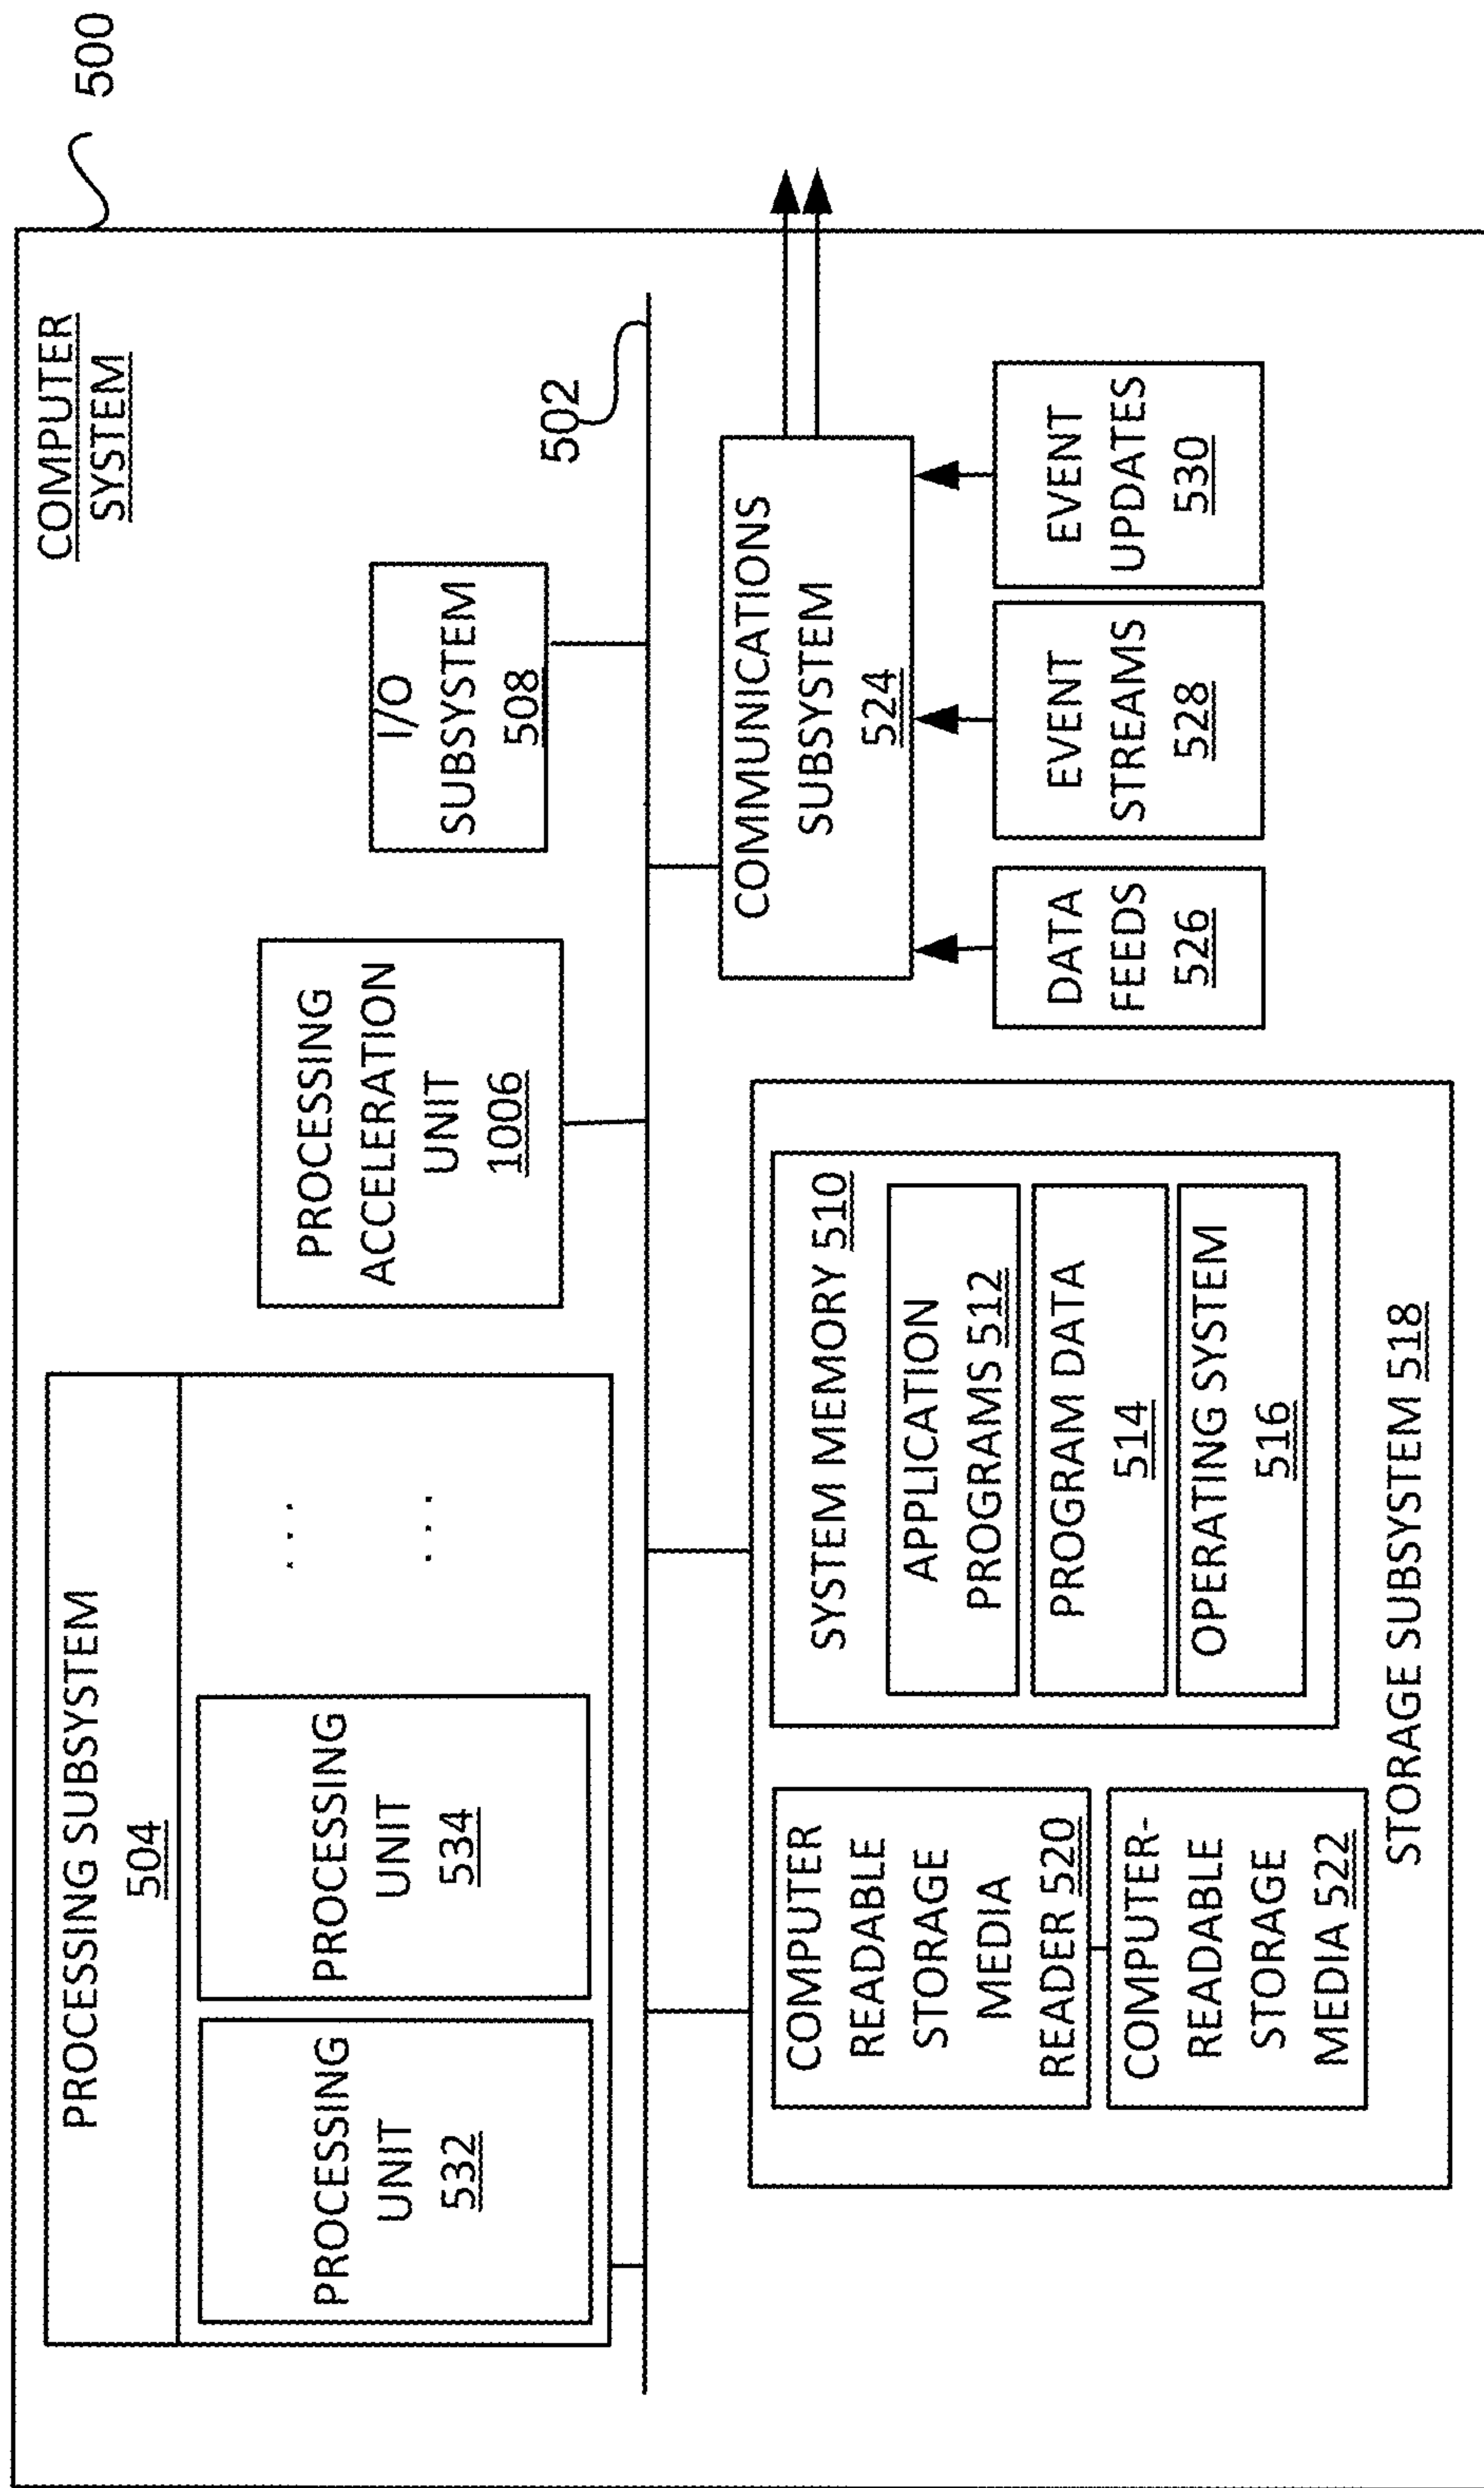 500
COMPUTER
SYSTEM
PROCESSING SUBSYSTEM
504
PROCESSING
UNIT
532
PROCESSING
UNIT
534
. . .
. . .
PROCESSING
ACCELERATION
UNIT
1006
I/O
SUBSYSTEM
508
502
COMPUTER
READABLE
STORAGE
MEDIA
READER 520
COMPUTER-
READABLE
STORAGE
MEDIA 522
SYSTEM MEMORY 510
APPLICATION
PROGRAMS 512
PROGRAM DATA
514
OPERATING SYSTEM
516
STORAGE SUBSYSTEM 518
COMMUNICATIONS
SUBSYSTEM
524
DATA
FEEDS
526
EVENT
STREAMS
528
EVENT
UPDATES
530